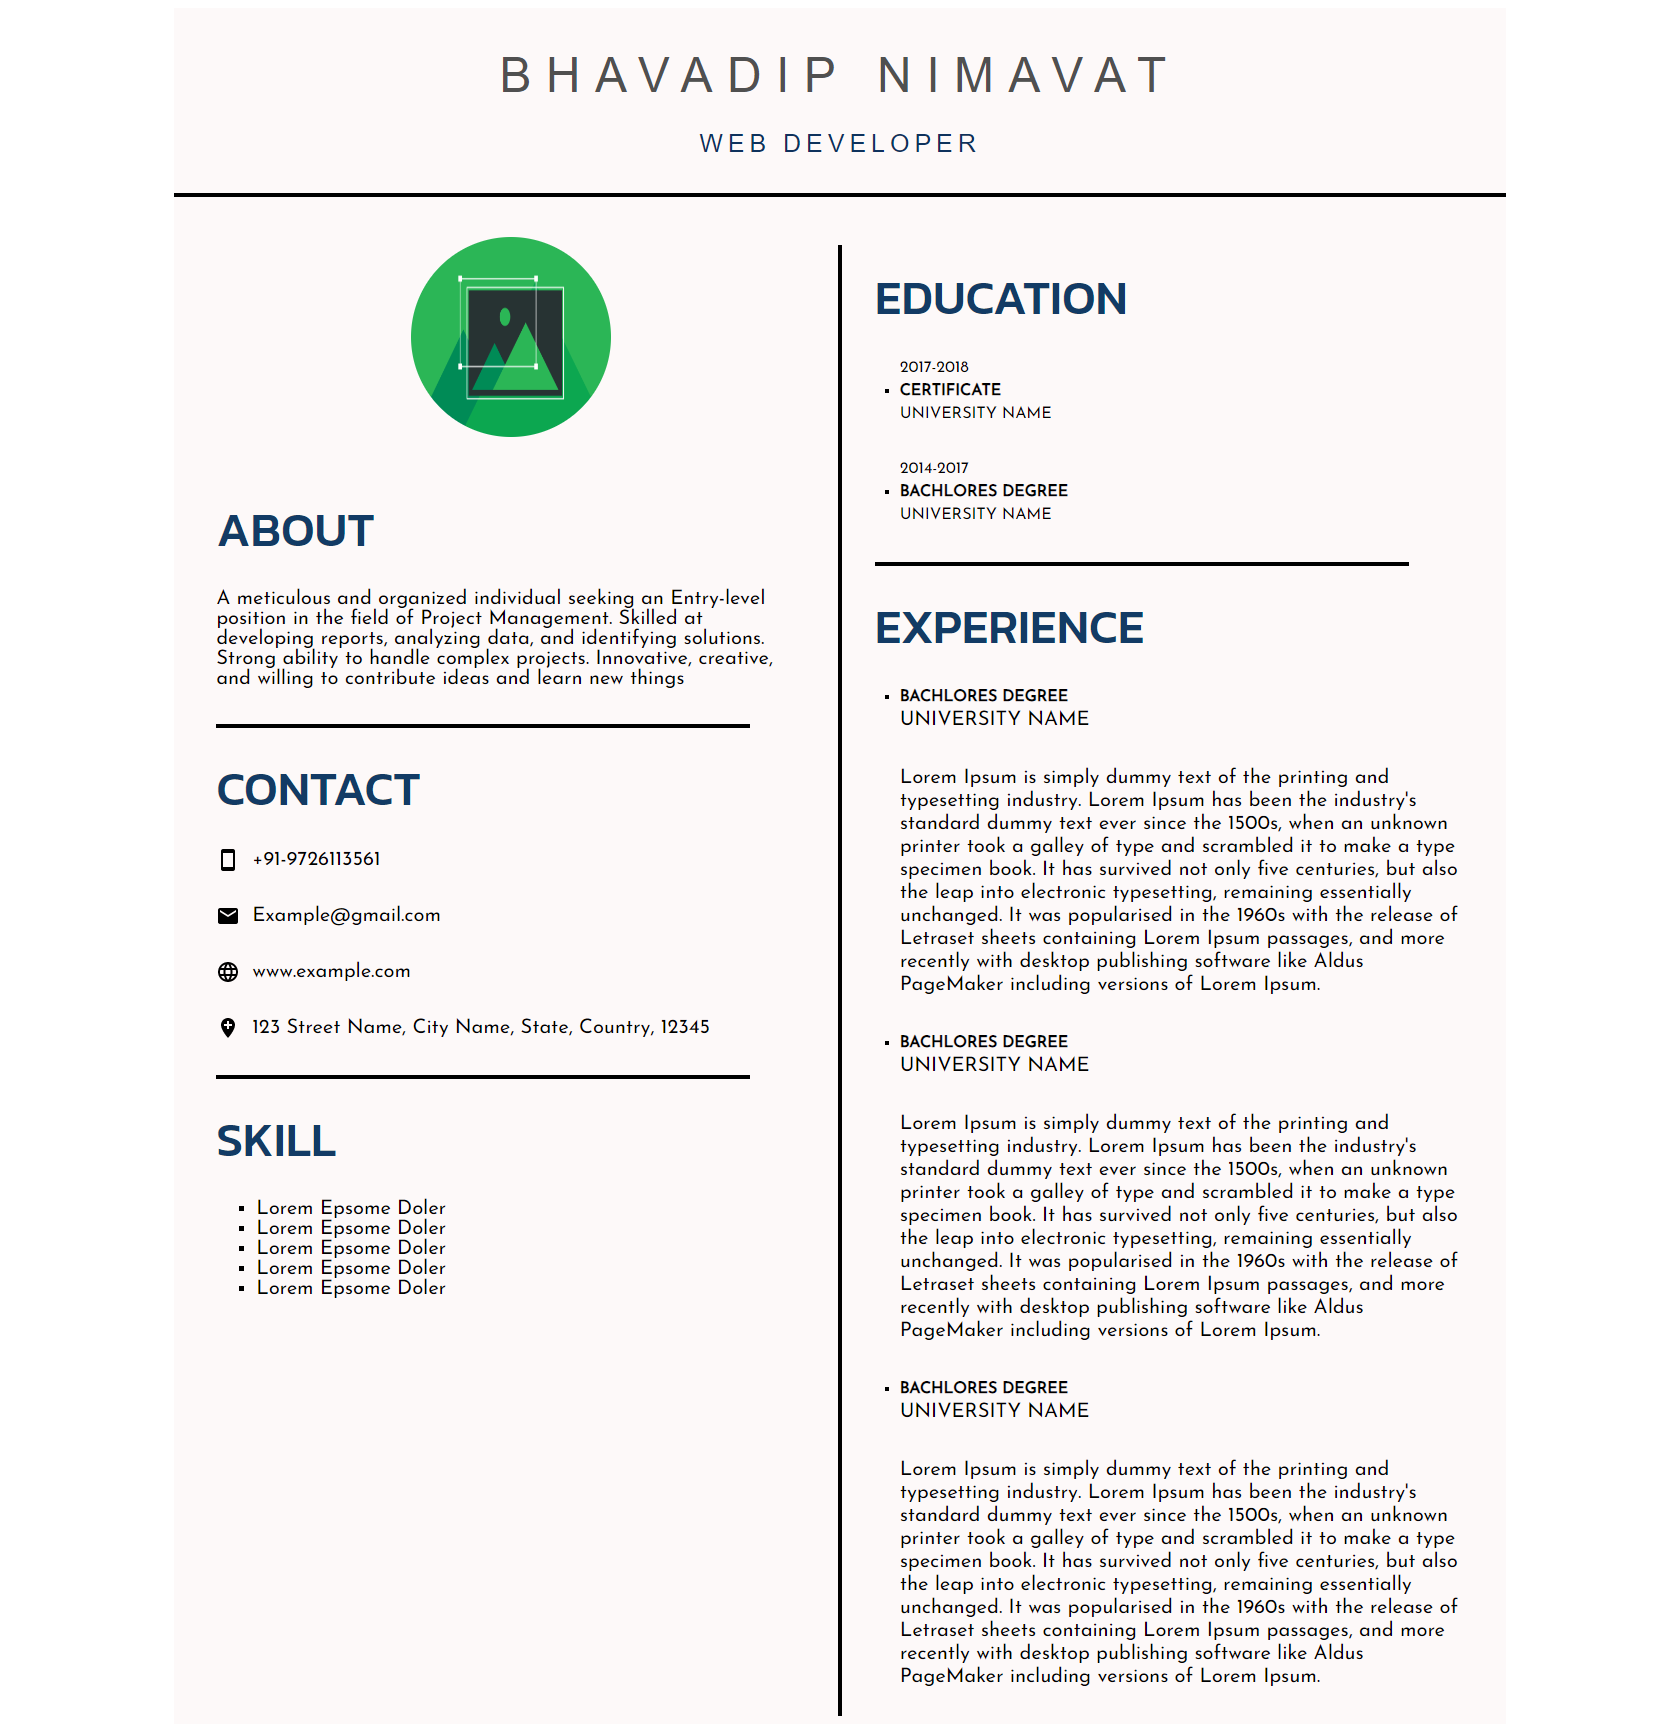 BHAVADIP NIMAVAT
WEB DEVELOPER
ABOUT
A meticulous and organized individual seeking an Entry-level
position in the field of Project Management. Skilled at
developing reports, analyzing data, and identifying solutions.
Strong ability to handle complex projects. Innovative, creative,
and willing to contribute ideas and learn new things
CONTACT
+91-9726113561
Example@gmail.com
www.example.com
123 Street Name, City Name, State, Country, 12345
SKILL
Lorem Epsome Doler
Lorem Epsome Doler
Lorem Epsome Doler
Lorem Epsome Doler
Lorem Epsome Doler
EDUCATION
2017-2018
CERTIFICATE
UNIVERSITY NAME
2014-2017
BACHLORES DEGREE
UNIVERSITY NAME
EXPERIENCE
BACHLORES DEGREE
UNIVERSITY NAME
Lorem Ipsum is simply dummy text of the printing and
typesetting industry. Lorem Ipsum has been the industry's
standard dummy text ever since the 1500s, when an unknown
printer took a galley of type and scrambled it to make a type
specimen book. It has survived not only five centuries, but also
the leap into electronic typesetting, remaining essentially
unchanged. It was popularised in the 1960s with the release of
Letraset sheets containing Lorem Ipsum passages, and more
recently with desktop publishing software like Aldus
PageMaker including versions of Lorem Ipsum.
BACHLORES DEGREE
UNIVERSITY NAME
Lorem Ipsum is simply dummy text of the printing and
typesetting industry. Lorem Ipsum has been the industry's
standard dummy text ever since the 1500s, when an unknown
printer took a galley of type and scrambled it to make a type
specimen book. It has survived not only five centuries, but also
the leap into electronic typesetting, remaining essentially
unchanged. It was popularised in the 1960s with the release of
Letraset sheets containing Lorem Ipsum passages, and more
recently with desktop publishing software like Aldus
PageMaker including versions of Lorem Ipsum.
BACHLORES DEGREE
UNIVERSITY NAME
Lorem Ipsum is simply dummy text of the printing and
typesetting industry. Lorem Ipsum has been the industry's
standard dummy text ever since the 1500s, when an unknown
printer took a galley of type and scrambled it to make a type
specimen book. It has survived not only five centuries, but also
the leap into electronic typesetting, remaining essentially
unchanged. It was popularised in the 1960s with the release of
Letraset sheets containing Lorem Ipsum passages, and more
recently with desktop publishing software like Aldus
PageMaker including versions of Lorem Ipsum.